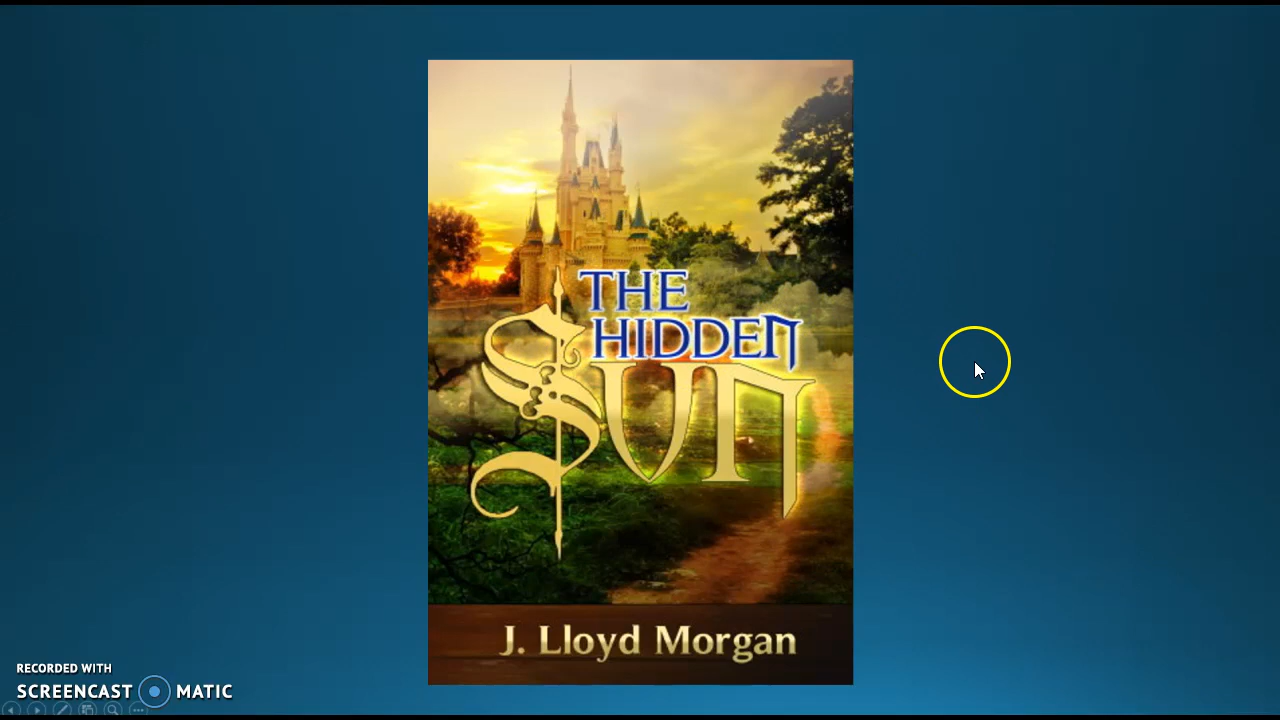 THE
HIDDEN
SUN
J. Lloyd Morgan
RECORDED WITH
SCREENCAST MATIC